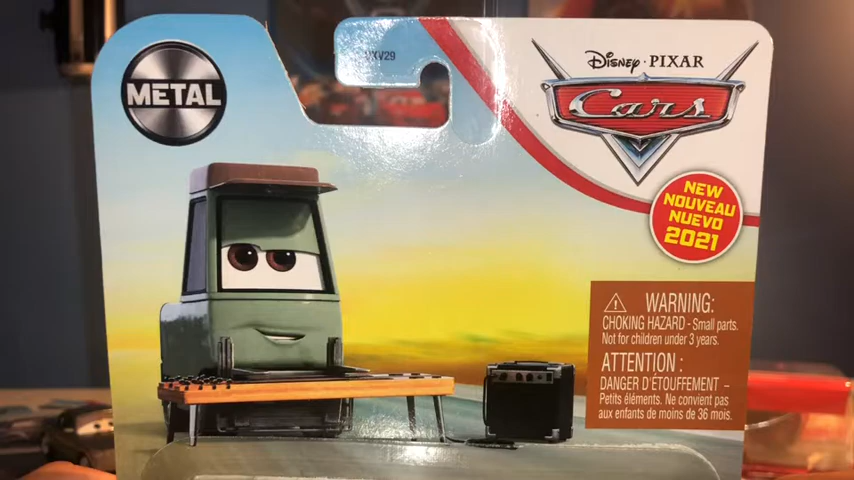 METAL
XV29
Disney · PIXAR
Cars
NEW
NOUVEAU
NUEVO
2021
WARNING:
CHOKING HAZARD - Small parts.
Not for children under 3 years.
ATTENTION :
DANGER D'ÉTOUFFEMENT –
Petits éléments. Ne convient pas
aux enfants de moins de 36 mois.